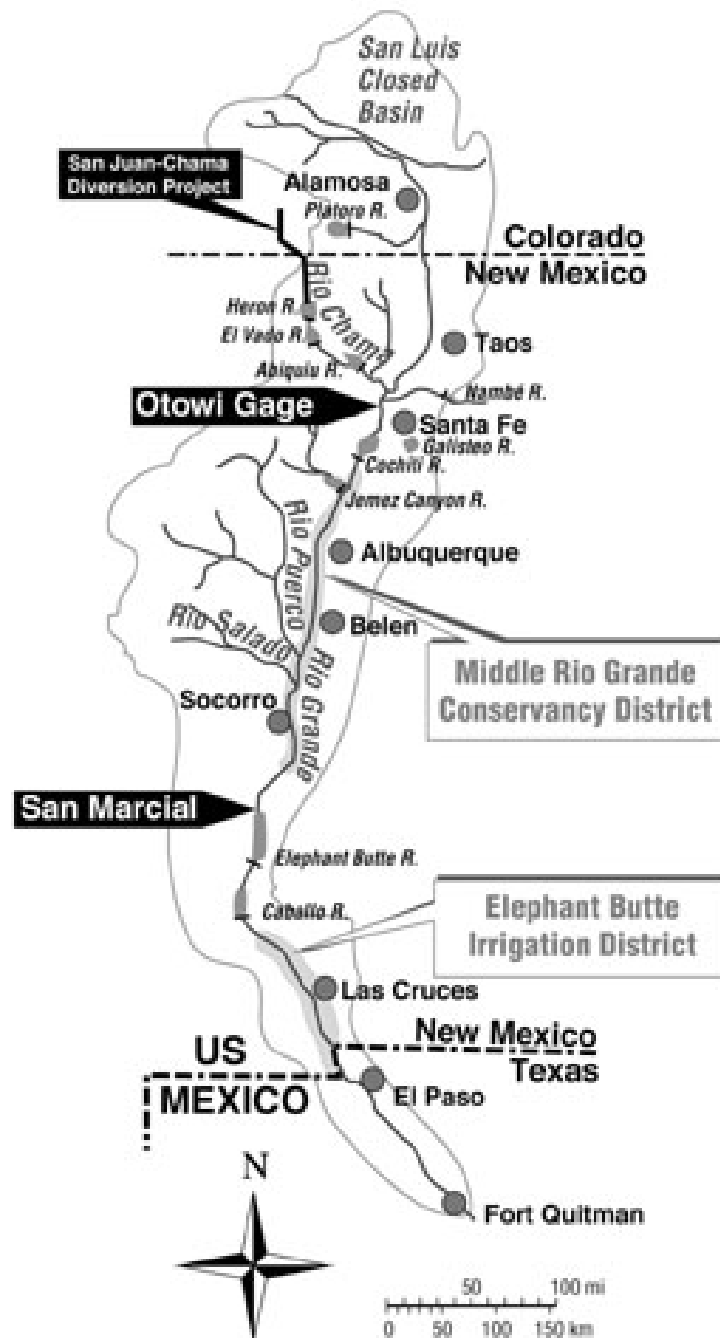 San Luis
Closed
Basin
San Juan-Chama
Diversion Project
Alamosa
Platoro R.
Colorado
New Mexico
Rio Chama
Heron R.
El Vado R.
Abiquiu R.
Taos
Nambé R.
Otowi Gage
Santa Fe
Galisteo R.
Cochiti R.
Jemez Canyon R.
Rio Puerco
Albuquerque
Rio Salado
Belen
Rio Grande
Middle Rio Grande
Conservancy District
Socorro
San Marcial
Elephant Butte R.
Caballo R.
Elephant Butte
Irrigation District
Las Cruces
New Mexico
US
Texas
MEXICO
El Paso
N
Fort Quitman
50 100 mi
0 50 100 150 km